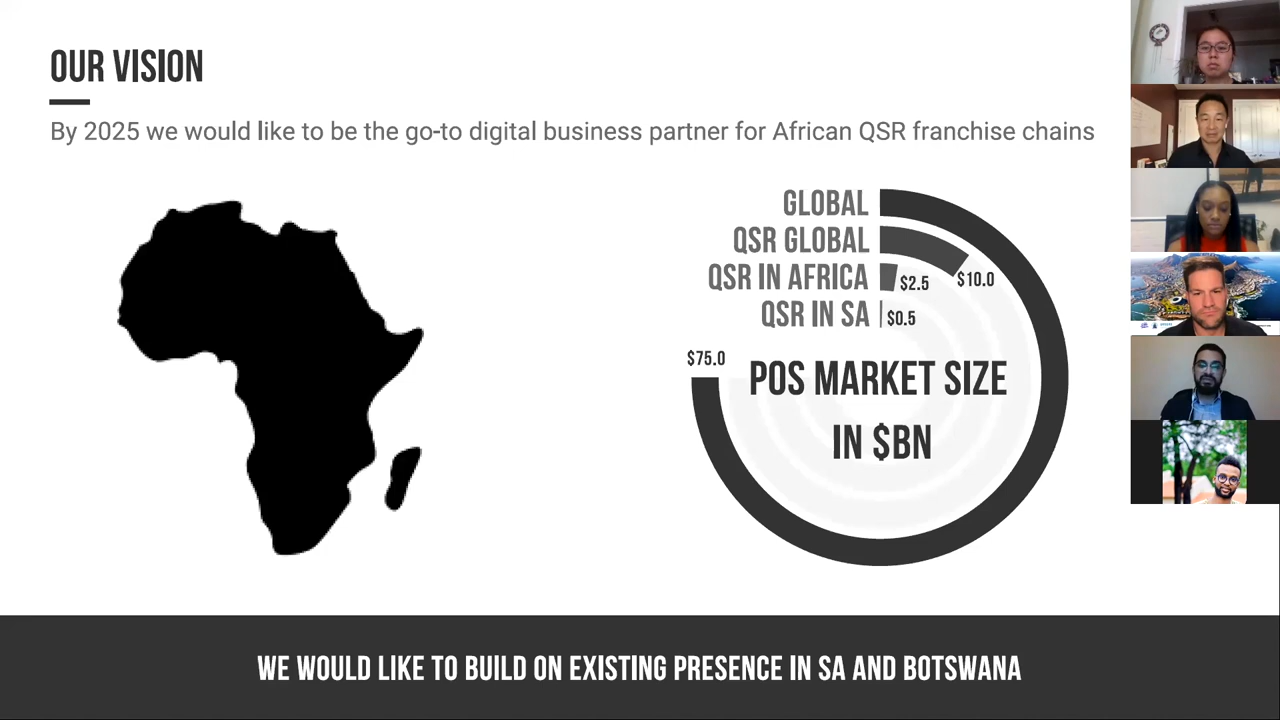 OUR VISION
By 2025 we would like to be the go-to digital business partner for African QSR franchise chains
GLOBAL
QSR GLOBAL
QSR IN AFRICA
QSR IN SA
$2.5
$10.0
$0.5
$75.0
POS MARKET SIZE
IN $BN
WE WOULD LIKE TO BUILD ON EXISTING PRESENCE IN SA AND BOTSWANA